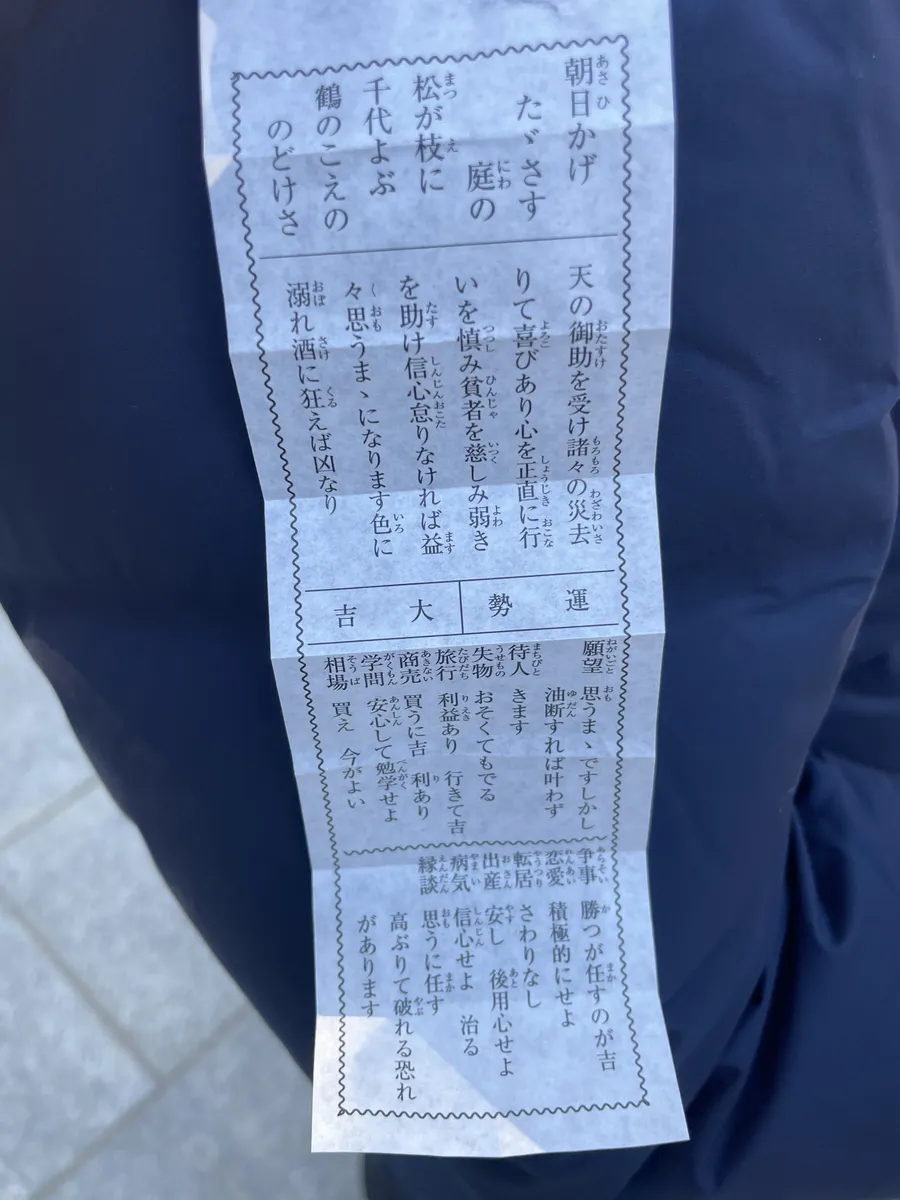 朝日かげ
たゞさす
庭の
松が枝に
千代よぶ
鶴のこえの
のどけさ
天の御助を受け諸々の災去
りて喜びあり心を正直に行
いを慎み貧者を慈しみ弱き
を助け信心怠りなければ益
々思うまゝになります色に
溺れ酒に狂えば凶なり
運勢 大吉
願望 思うまゝですしかし
油断すれば叶わず
待人 きます
失物 おそくてもでる
旅行 利益あり 行きて吉
商売 買うに吉 利あり
学問 安心して勉学せよ
相場 買え 今がよい
争事 勝つが任すのが吉
恋愛 積極的にせよ
転居 さわりなし
出産 安し 後用心せよ
病気 信心せよ 治る
縁談 思うに任す
高ぶりて破れる恐れ
があります